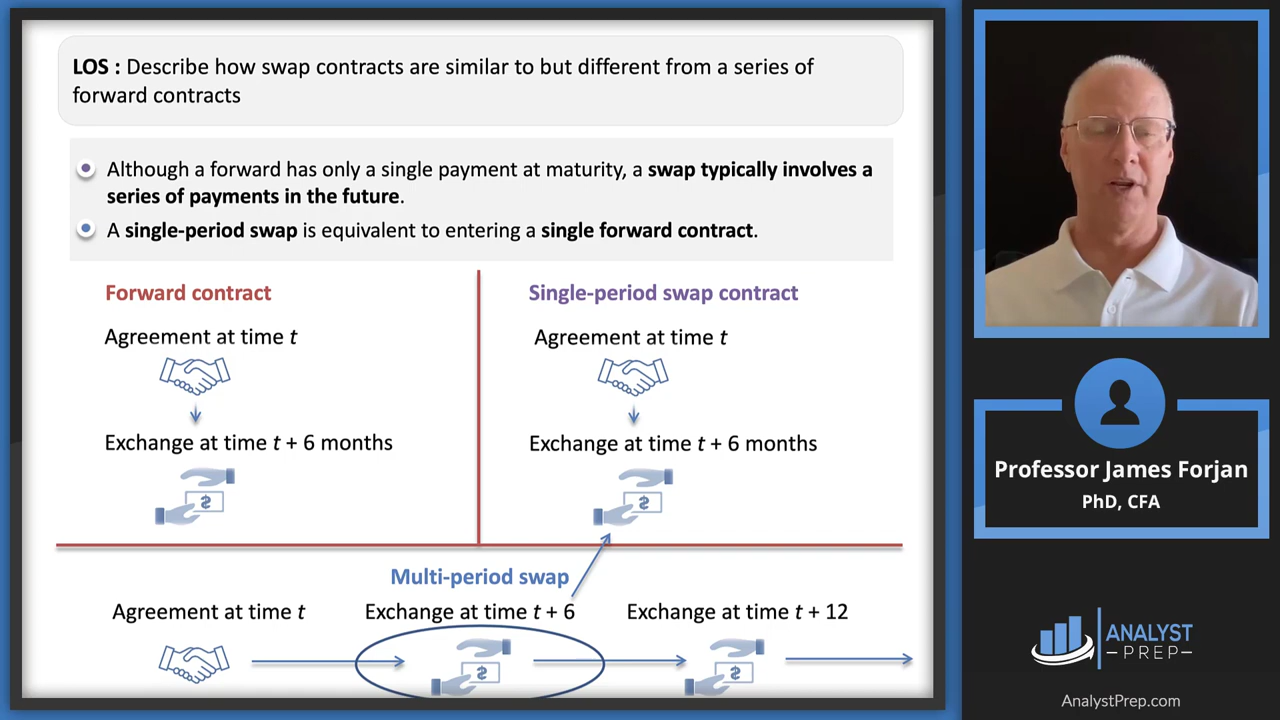 LOS : Describe how swap contracts are similar to but different from a series of
forward contracts
Although a forward has only a single payment at maturity, a swap typically involves a
series of payments in the future.
A single-period swap is equivalent to entering a single forward contract.
Forward contract
Agreement at time t
Exchange at time t + 6 months
Single-period swap contract
Agreement at time t
Exchange at time t + 6 months
Multi-period swap
Agreement at time t
Exchange at time t + 6
Exchange at time t + 12
Professor James Forjan
PhD, CFA
ANALYST
PREP
AnalystPrep.com